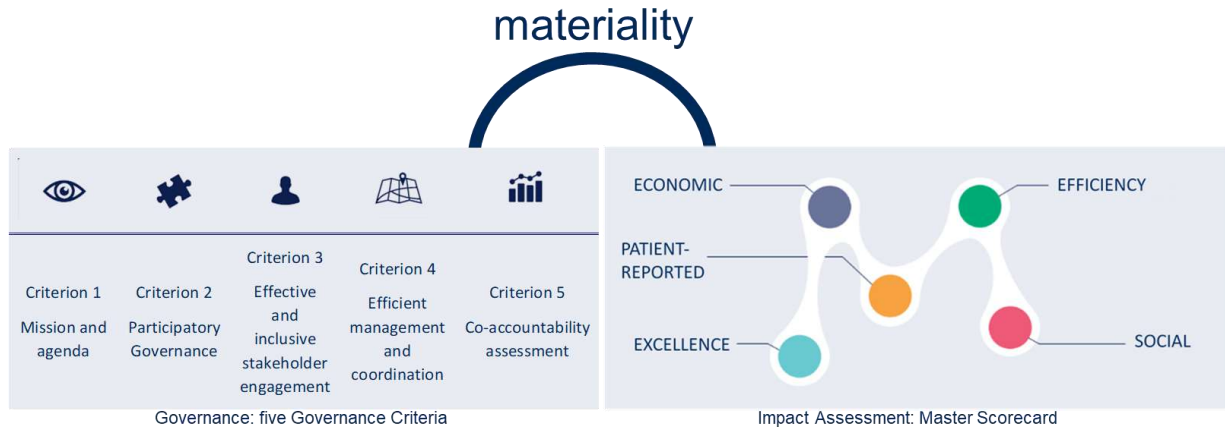 materiality
Criterion 1
Mission and
agenda
Criterion 2
Participatory
Governance
Criterion 3
Effective
and
inclusive
stakeholder
engagement
Criterion 4
Efficient
management
and
coordination
Criterion 5
Co-accountability
assessment
Governance: five Governance Criteria
ECONOMIC
EFFICIENCY
PATIENT-
REPORTED
EXCELLENCE
SOCIAL
Impact Assessment: Master Scorecard